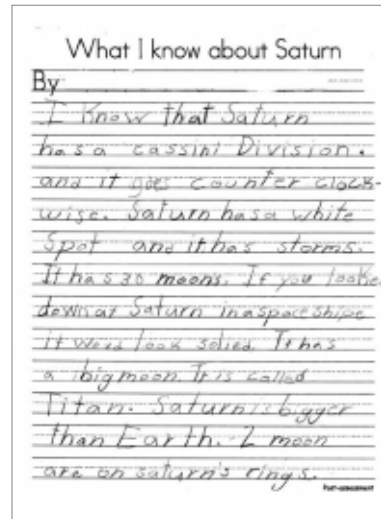 What I know about Saturn
By
I Know that Saturn
has a cassini Division.
and it goes counter clock-
wise. Saturn has a white
Spot and it has storms.
It has 30 moons. If you looked
down at Saturn in a space shipe
it woud look solied. It has
a big moon. It is called
Titan. Saturn is bigger
than Earth. 2 moon
are on saturn's rings.
Post-assessment